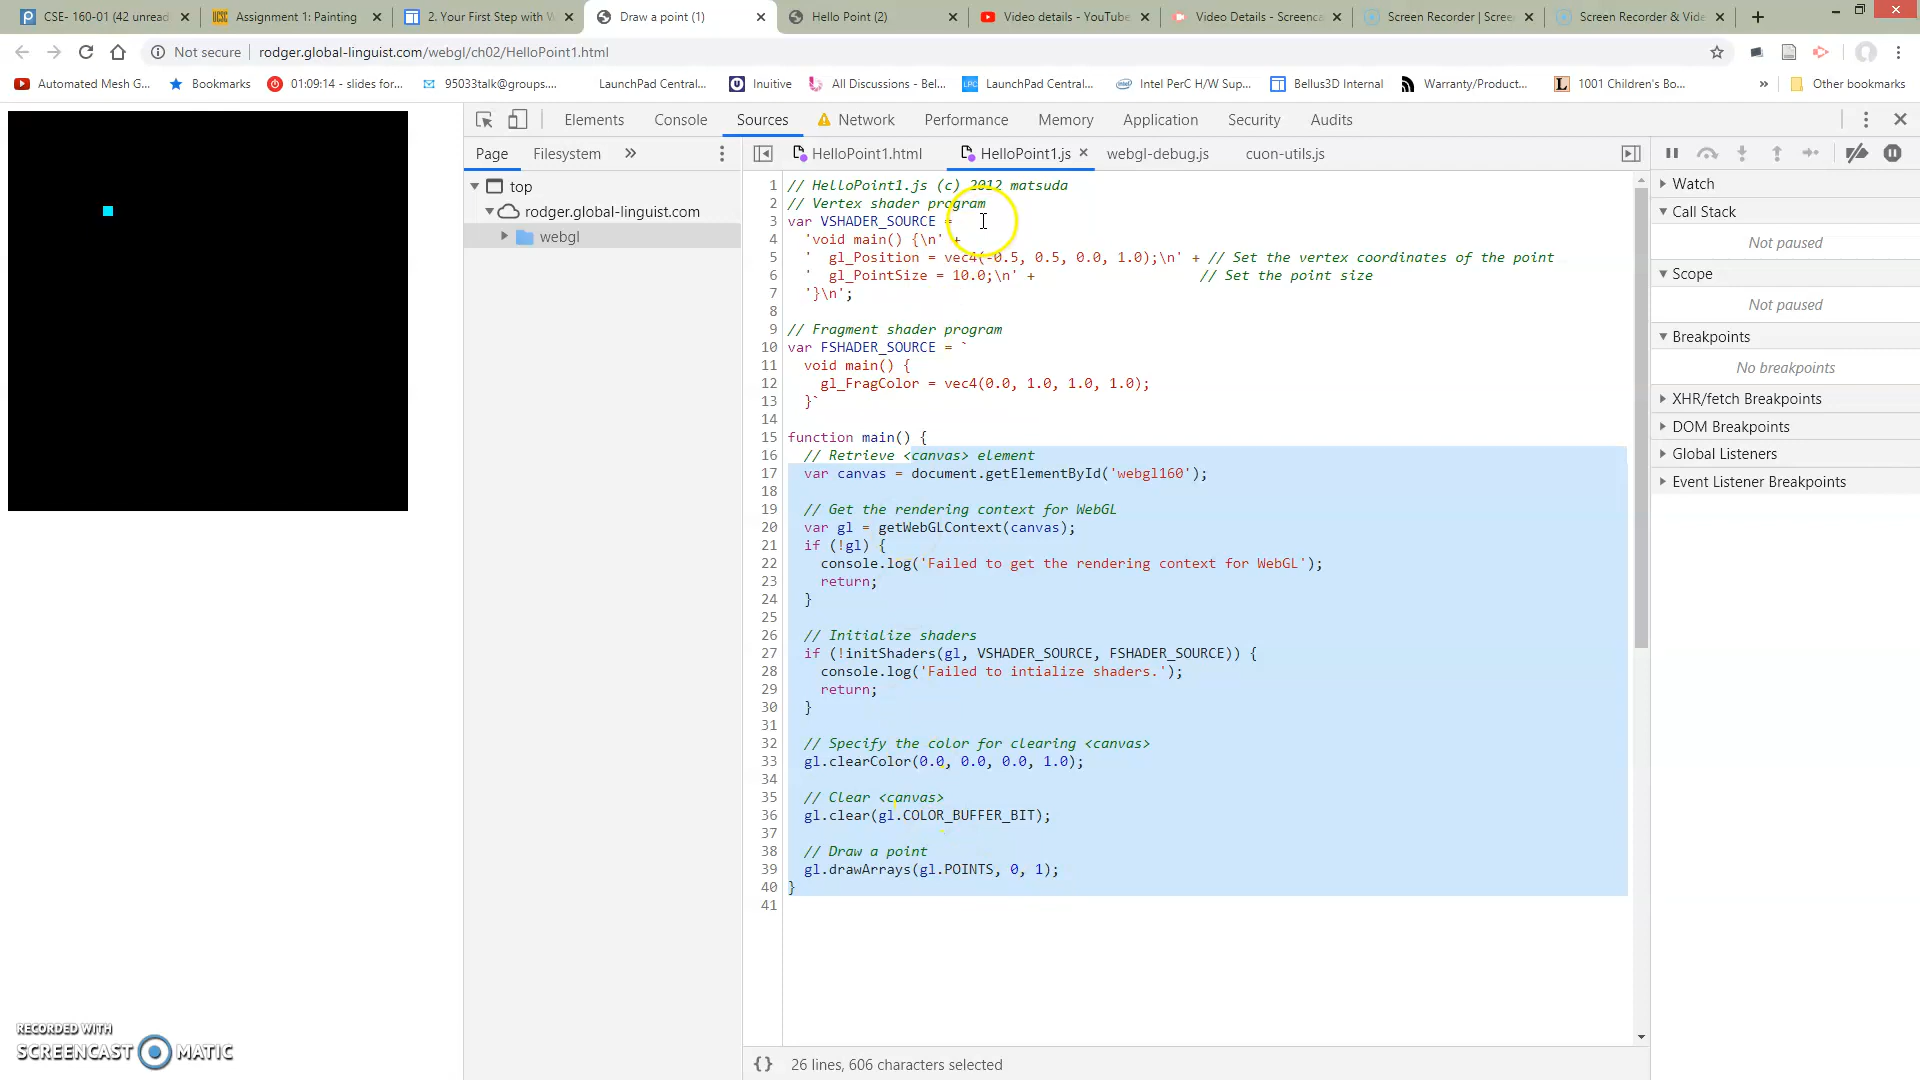 CSE- 160-01 (42 unread
Assignment 1: Painting
2. Your First Step with W
Draw a point (1)
Hello Point (2)
Video details - YouTube
Video Details - Screenca
Screen Recorder | Scree
Screen Recorder & Vide
Not secure
rodger.global-linguist.com/webgl/ch02/HelloPoint1.html
Automated Mesh G...
Bookmarks
01:09:14 - slides for...
95033talk@groups....
LaunchPad Central...
Inuitive
All Discussions - Bel...
LPC
LaunchPad Central...
Intel PerC H/W Sup...
Bellus3D Internal
Warranty/Product...
1001 Children's Bo...
»
Other bookmarks
Elements
Console
Sources
Network
Performance
Memory
Application
Security
Audits
Page
Filesystem
»
HelloPoint1.html
HelloPoint1.js
webgl-debug.js
cuon-utils.js
top
rodger.global-linguist.com
webgl
1 // HelloPoint1.js (c) 2012 matsuda
2 // Vertex shader program
3 var VSHADER_SOURCE =
4 'void main() {\n' +
5 '  gl_Position = vec4(-0.5, 0.5, 0.0, 1.0);\n' + // Set the vertex coordinates of the point
6 '  gl_PointSize = 10.0;\n' + // Set the point size
7 '}\n';
8
9 // Fragment shader program
10 var FSHADER_SOURCE = `
11 void main() {
12 gl_FragColor = vec4(0.0, 1.0, 1.0, 1.0);
13 }`
14
15 function main() {
16 // Retrieve <canvas> element
17 var canvas = document.getElementById('webgl160');
18
19 // Get the rendering context for WebGL
20 var gl = getWebGLContext(canvas);
21 if (!gl) {
22 console.log('Failed to get the rendering context for WebGL');
23 return;
24 }
25
26 // Initialize shaders
27 if (!initShaders(gl, VSHADER_SOURCE, FSHADER_SOURCE)) {
28 console.log('Failed to intialize shaders.');
29 return;
30 }
31
32 // Specify the color for clearing <canvas>
33 gl.clearColor(0.0, 0.0, 0.0, 1.0);
34
35 // Clear <canvas>
36 gl.clear(gl.COLOR_BUFFER_BIT);
37
38 // Draw a point
39 gl.drawArrays(gl.POINTS, 0, 1);
40 }
41
{} 26 lines, 606 characters selected
Watch
Call Stack
Not paused
Scope
Not paused
Breakpoints
No breakpoints
XHR/fetch Breakpoints
DOM Breakpoints
Global Listeners
Event Listener Breakpoints
RECORDED WITH
SCREENCAST MATIC